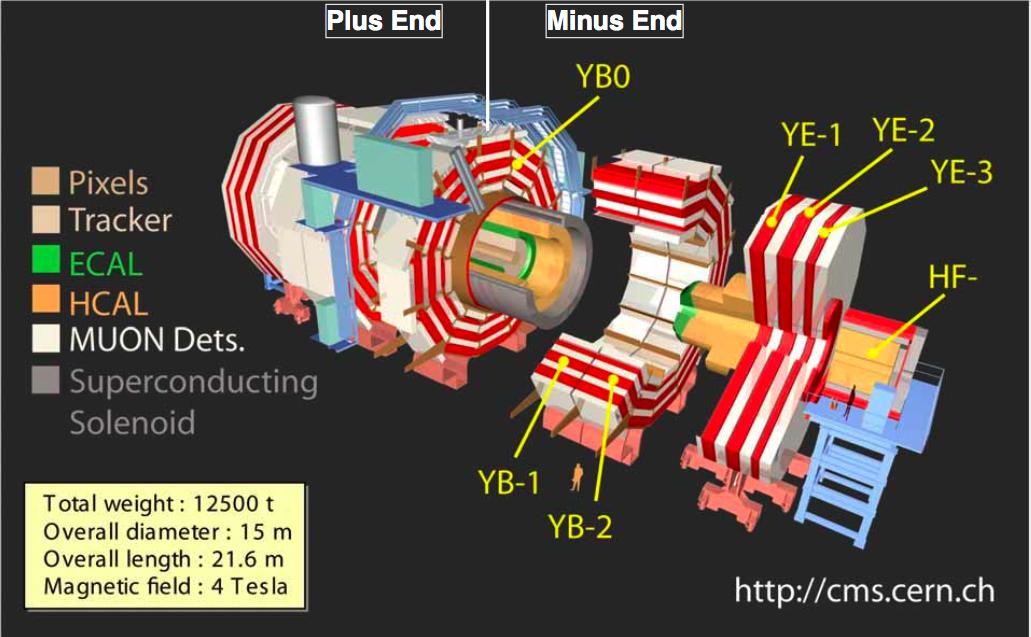 Plus End
Minus End
YB0
YE-1
YE-2
YE-3
HF-
Pixels
Tracker
ECAL
HCAL
MUON Dets.
Superconducting
Solenoid
YB-1
YB-2
Total weight : 12500 t
Overall diameter : 15 m
Overall length : 21.6 m
Magnetic field : 4 Tesla
http://cms.cern.ch